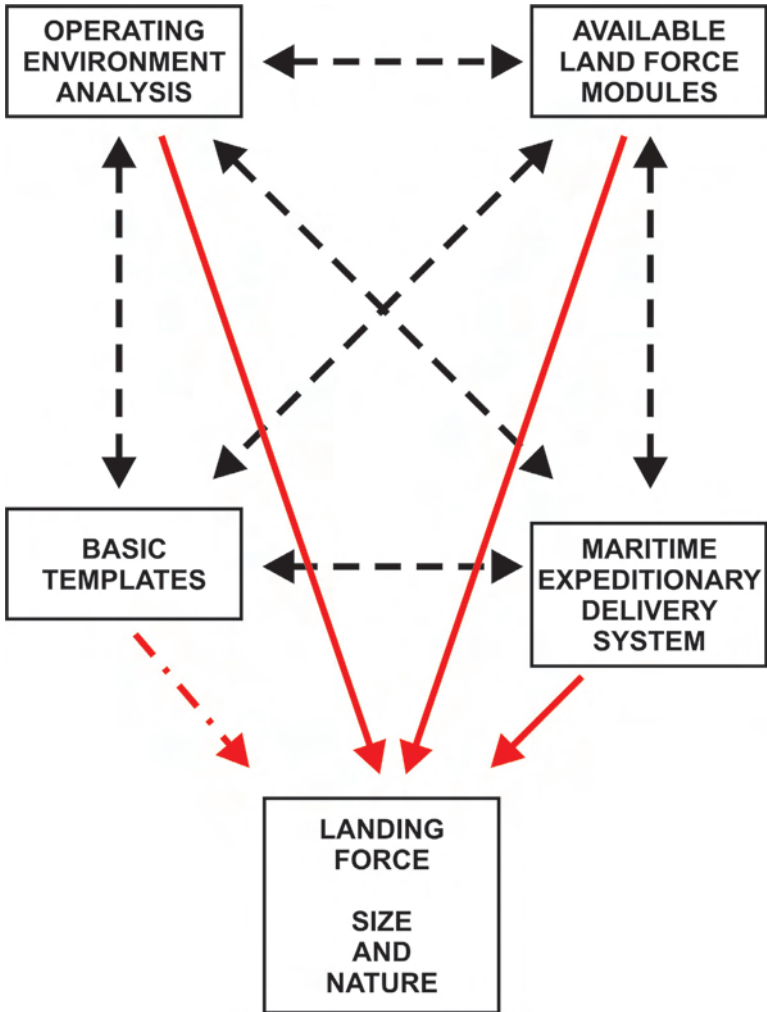 OPERATING
ENVIRONMENT
ANALYSIS
AVAILABLE
LAND FORCE
MODULES
BASIC
TEMPLATES
MARITIME
EXPEDITIONARY
DELIVERY
SYSTEM
LANDING
FORCE
SIZE
AND
NATURE